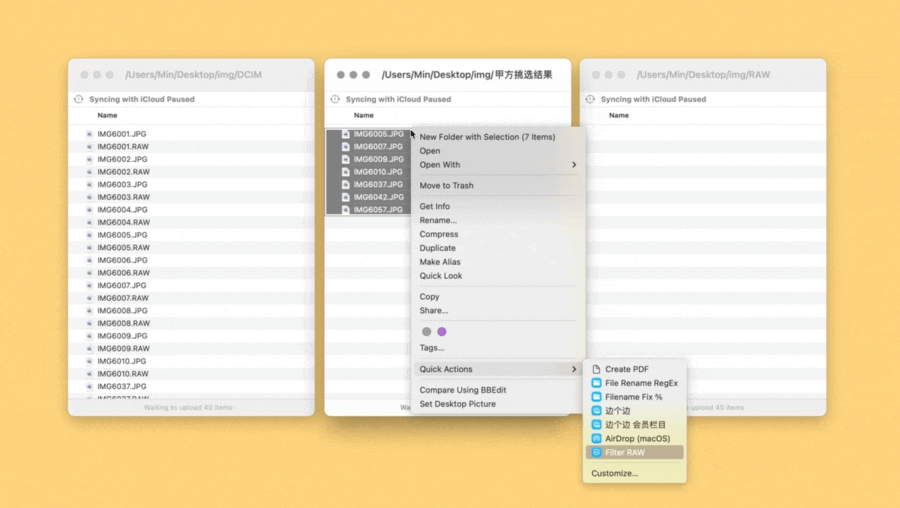 /Users/Min/Desktop/img/DCIM
Syncing with iCloud Paused
Name
IMG6001.JPG
IMG6001.RAW
IMG6002.JPG
IMG6002.RAW
IMG6003.JPG
IMG6003.RAW
IMG6004.JPG
IMG6004.RAW
IMG6005.JPG
IMG6005.RAW
IMG6006.JPG
IMG6006.RAW
IMG6007.JPG
IMG6007.RAW
IMG6008.JPG
IMG6008.RAW
IMG6009.JPG
IMG6009.RAW
IMG6010.JPG
IMG6010.RAW
IMG6037.JPG
IMG6037.RAW
Waiting to upload 40 items
/Users/Min/Desktop/img/甲方挑选结果
Syncing with iCloud Paused
Name
IMG6005.JPG
IMG6007.JPG
IMG6009.JPG
IMG6010.JPG
IMG6037.JPG
IMG6042.JPG
IMG6057.JPG
Wa
New Folder with Selection (7 Items)
Open
Open With
Move to Trash
Get Info
Rename...
Compress
Duplicate
Make Alias
Quick Look
Copy
Share...
Tags...
Quick Actions
Compare Using BBEdit
Set Desktop Picture
/Users/Min/Desktop/img/RAW
Syncing with iCloud Paused
Name
upload 40 items
Create PDF
File Rename RegEx
Filename Fix %
边个边
边个边 会员栏目
AirDrop (macOS)
Filter RAW
Customize...